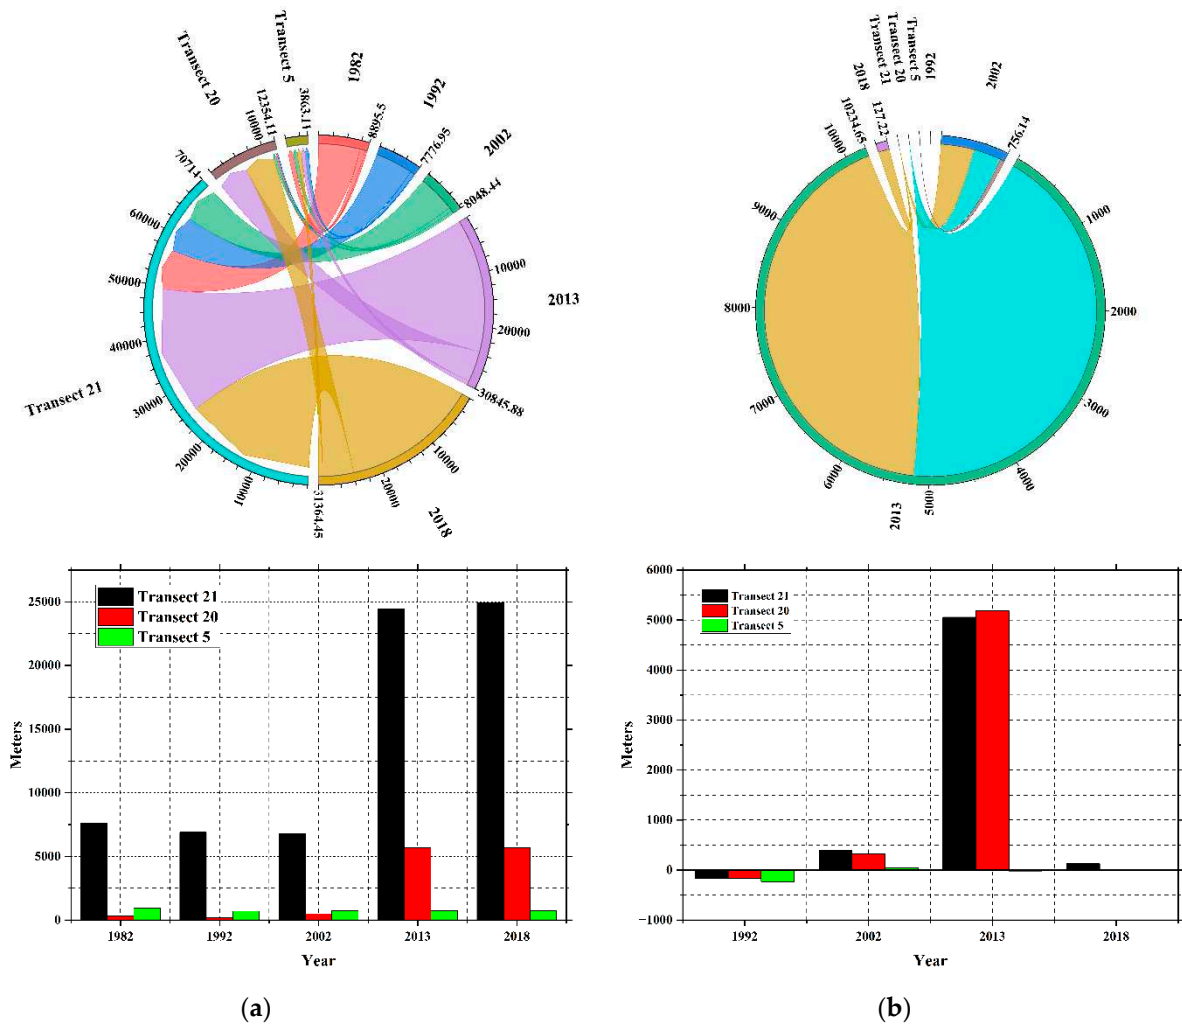 Transect 20
Transect 5
1982
1992
2002
2013
2018
Transect 21
12354.11
10000
3863.11
8895.5
7776.95
8048.44
10000
20000
30845.88
10000
20000
31364.45
10000
20000
30000
40000
50000
60000
70714
2018
Transect 21
Transect 20
Transect 5
1992
2002
10234.65
127.22
756.14
10000
9000
8000
7000
6000
5000
4000
3000
2000
1000
2013
Transect 21
Transect 20
Transect 5
25000
20000
15000
10000
5000
0
Meters
1982 1992 2002 2013 2018
Year
(a)
Transect 21
Transect 20
Transect 5
6000
5000
4000
3000
2000
1000
0
−1000
Meters
1992 2002 2013 2018
Year
(b)